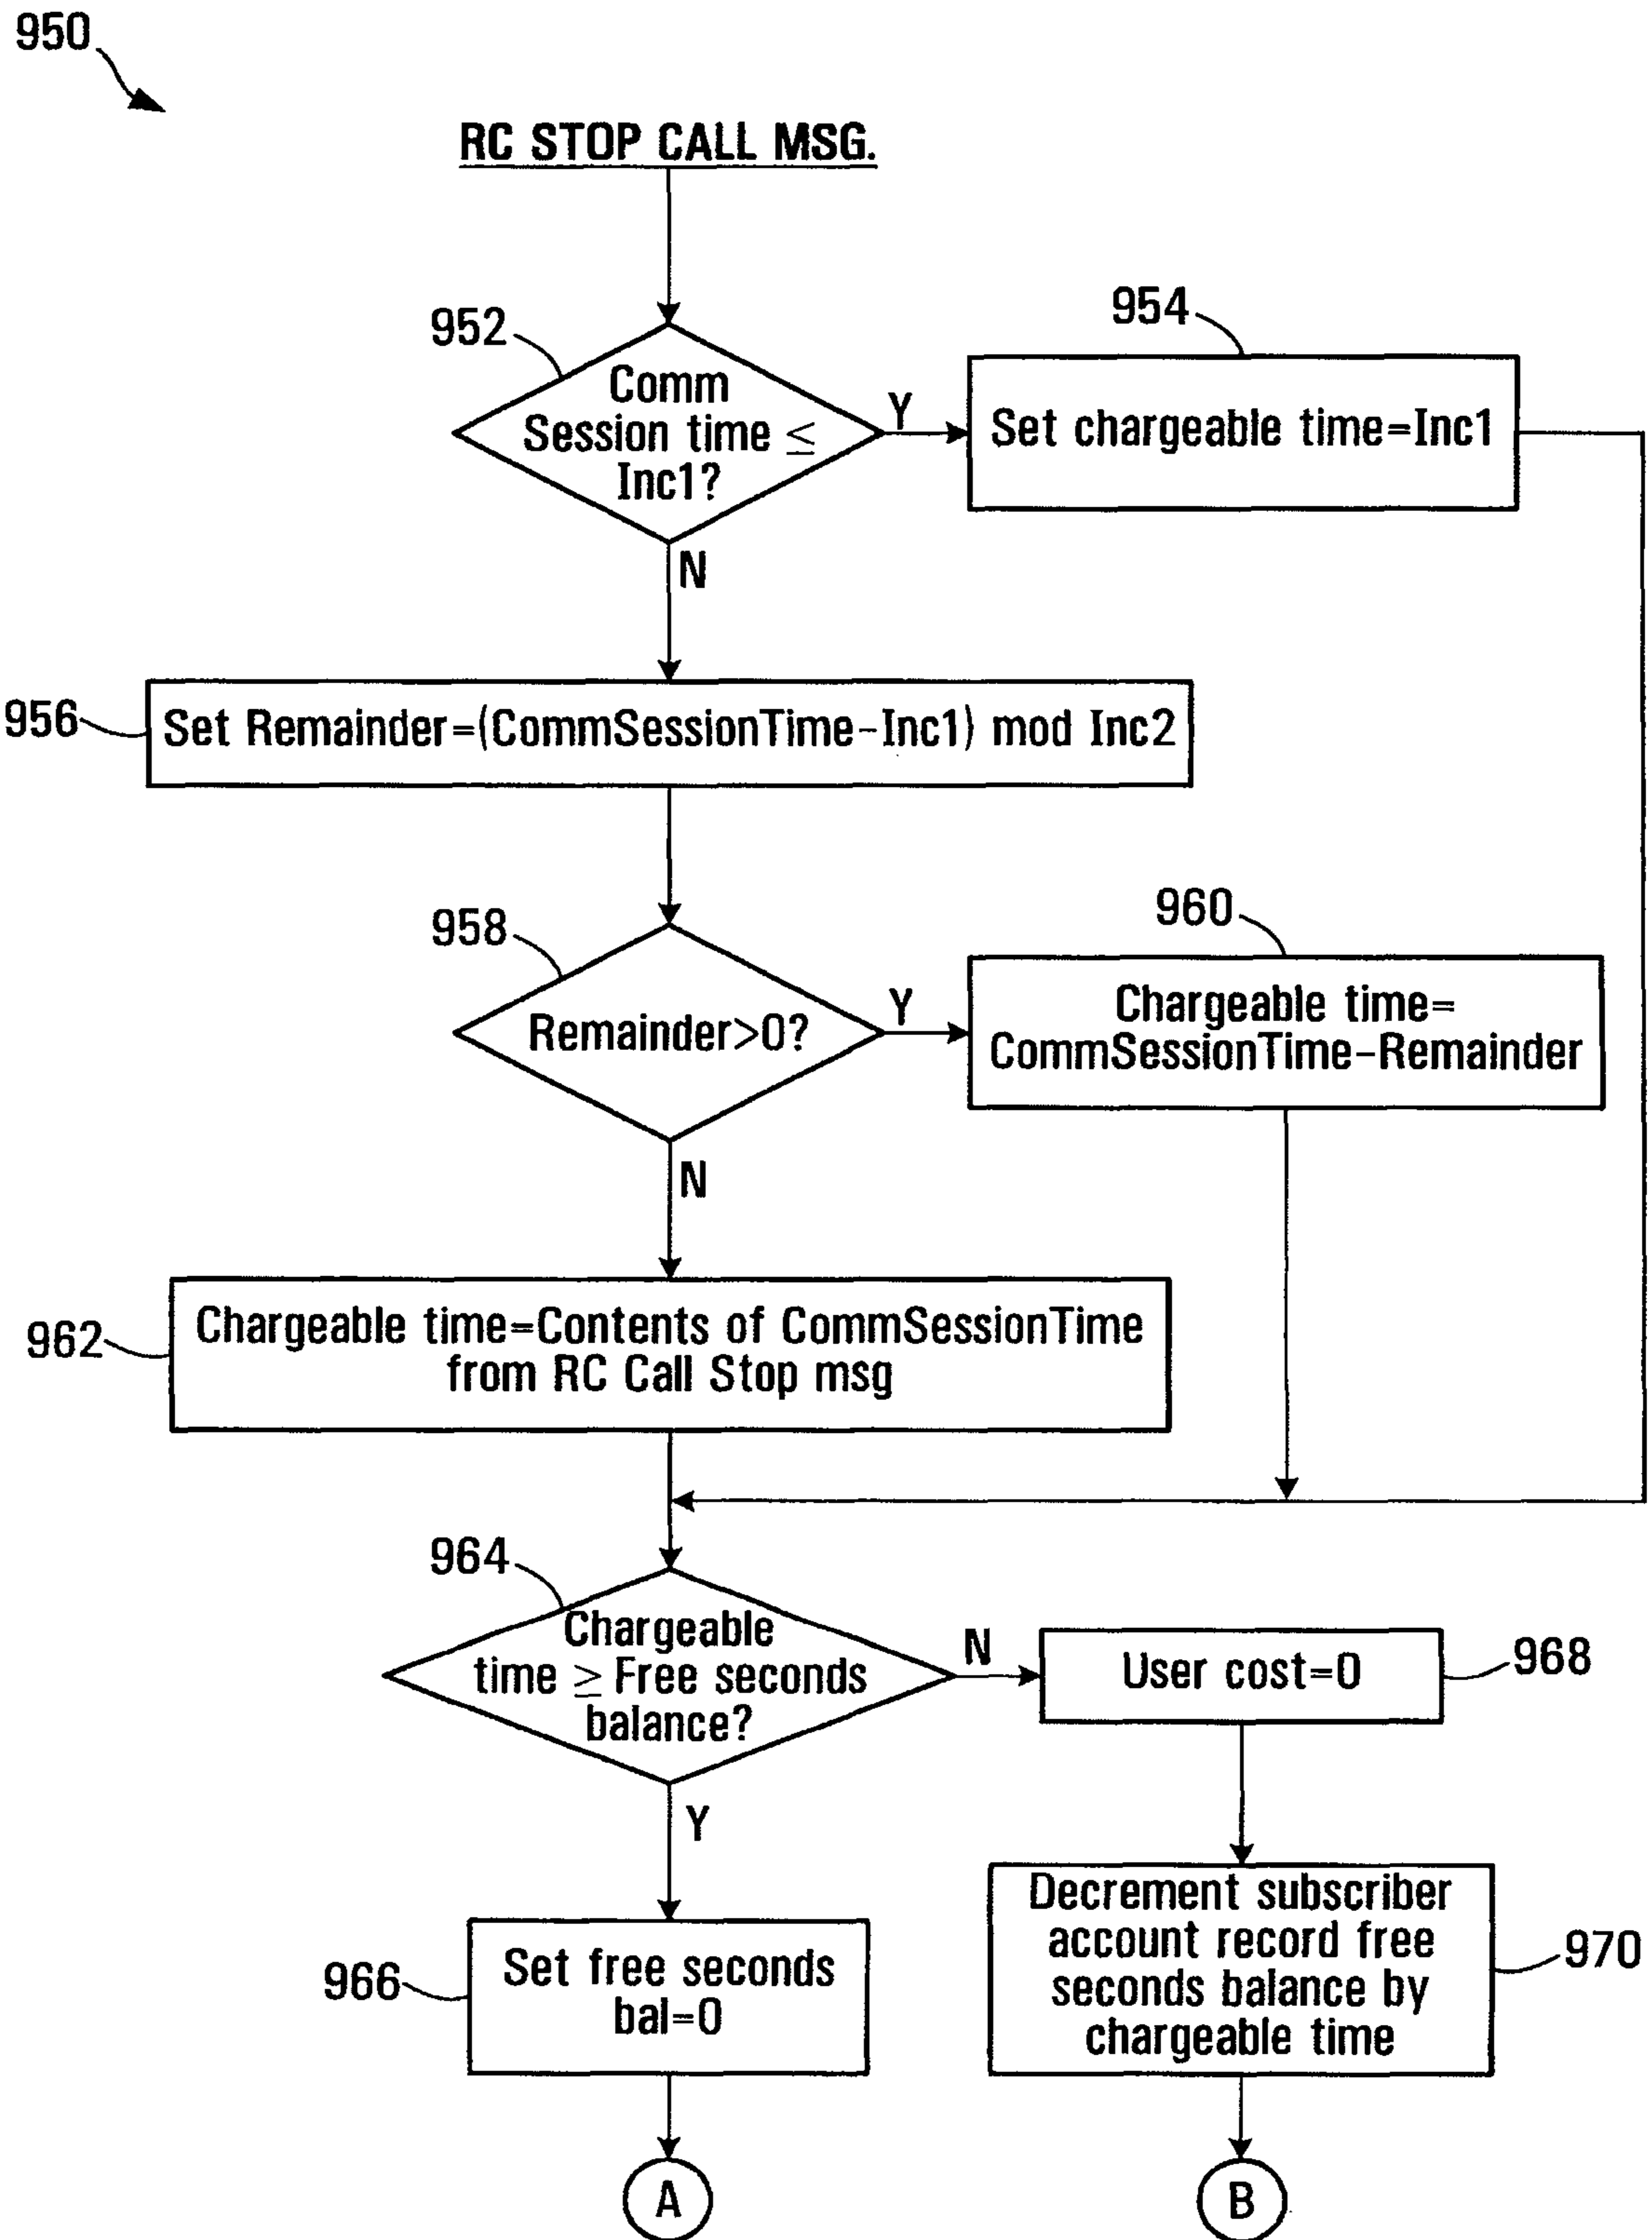 950
RC STOP CALL MSG.
952
Comm
Session time ≤
Inc1?
Y
N
954
Set chargeable time=Inc1
956
Set Remainder=(CommSessionTime-Inc1) mod Inc2
958
Remainder>0?
Y
N
960
Chargeable time=
CommSessionTime-Remainder
962
Chargeable time=Contents of CommSessionTime
from RC Call Stop msg
964
Chargeable
time ≥ Free seconds
balance?
N
Y
User cost=0
968
966
Set free seconds
bal=0
Decrement subscriber
account record free
seconds balance by
chargeable time
970
A
B